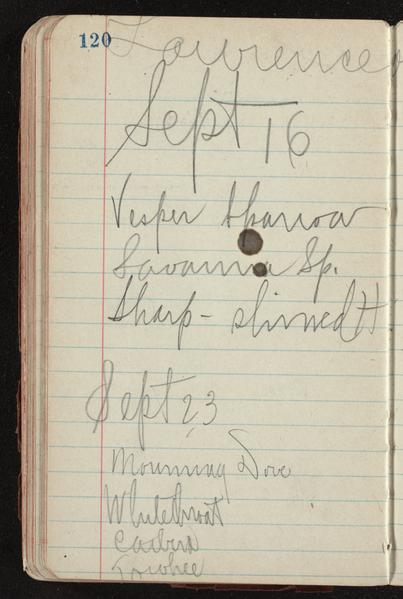 120 Lawrence
Sept 16
Vesper Sparrow
Savanna Sp.
Sharp-shinned H
Sept 23
Mourning Dove
Whitethroat
Catbird
Towhee